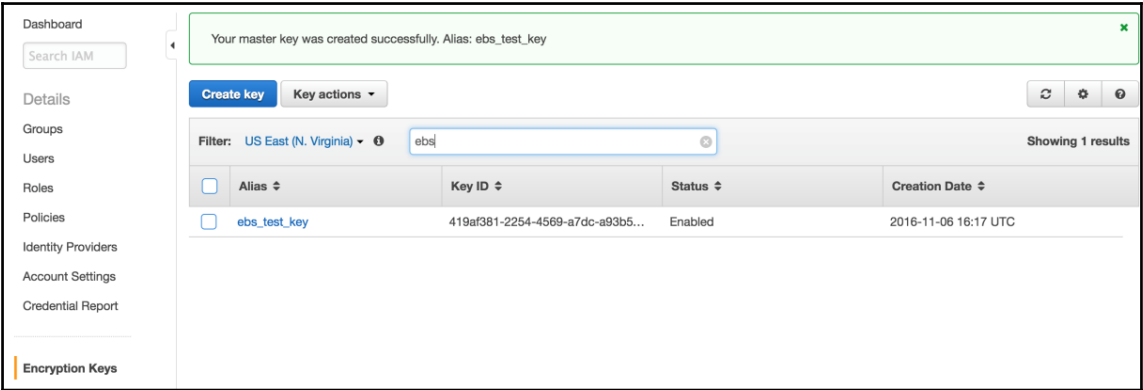 Dashboard
Search IAM
Details
Groups
Users
Roles
Policies
Identity Providers
Account Settings
Credential Report
Encryption Keys
Your master key was created successfully. Alias: ebs_test_key
Create key Key actions
Filter: US East (N. Virginia) ebs Showing 1 results
Alias Key ID Status Creation Date
ebs_test_key 419af381-2254-4569-a7dc-a93b5... Enabled 2016-11-06 16:17 UTC